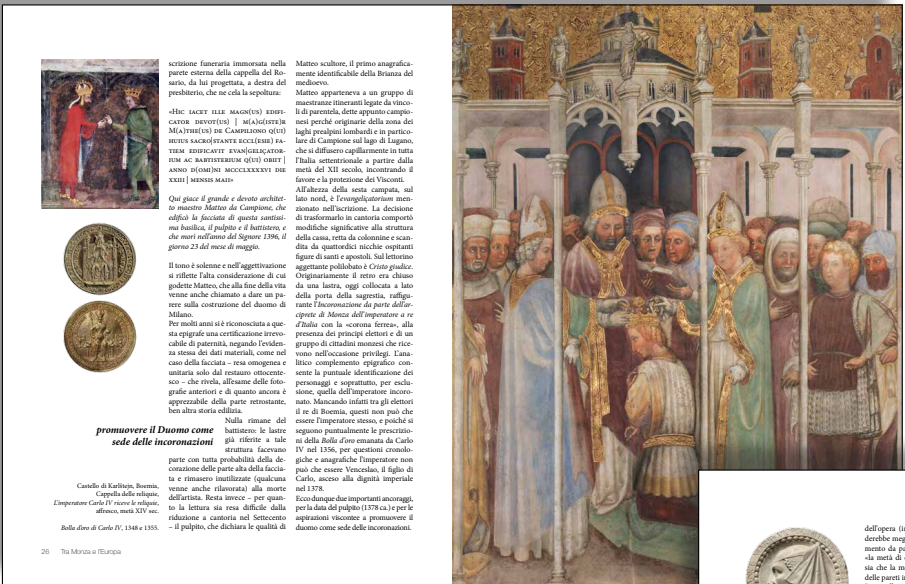 scrizione funeraria immorsata nella
parete esterna della cappella del Ro-
sario, da lui progettata, a destra del
presbiterio, che ne cela la sepoltura:
«HIC IACET ILLE MAGN(US) EDIFI-
CATOR DEVOT(US) | M(A)G(ISTE)R
M(A)THE(US) DE CAMPILIONO Q(UI)
HUIUS SACRO|STANTE ECCL(ESIE) FA-
TIEM EDIFICAVIT EVAN|GELIÇATOR-
IUM AC BABTISTERIUM Q(UI) OBIIT |
ANNO D(OMI)NI MCCCLXXXXVI DIE
XXIII | MENSIS MAII»
Qui giace il grande e devoto architet-
to maestro Matteo da Campione, che
edificò la facciata di questa santissi-
ma basilica, il pulpito e il battistero, e
che morì nell'anno del Signore 1396, il
giorno 23 del mese di maggio.
Il tono è solenne e nell'aggettivazione
si riflette l'alta considerazione di cui
godette Matteo, che alla fine della vita
venne anche chiamato a dare un pa-
rere sulla costruzione del duomo di
Milano.
Per molti anni si è riconosciuta a que-
sta epigrafe una certificazione irrevo-
cabile di paternità, negando l'eviden-
za stessa dei dati materiali, come nel
caso della facciata – resa omogenea e
unitaria solo dal restauro ottocente-
sco – che rivela, all'esame delle foto-
grafie anteriori e di quanto ancora è
apprezzabile della parte retrostante,
ben altra storia edilizia.
Nulla rimane del
battistero: le lastre
già riferite a tale
struttura facevano
parte con tutta probabilità della de-
corazione delle parte alta della faccia-
ta e rimasero inutilizzate (qualcuna
venne anche rilavorata) alla morte
dell'artista. Resta invece – per quan-
to la lettura sia resa difficile dalla
riduzione a cantoria nel Settecento
– il pulpito, che dichiara le qualità di
promuovere il Duomo come
sede delle incoronazioni
Castello di Karlštejn, Boemia,
Cappella delle reliquie,
L'imperatore Carlo IV riceve le reliquie,
affresco, metà XIV sec.
Bolla d'oro di Carlo IV, 1348 e 1355.
26 Tra Monza e l'Europa
Matteo scultore, il primo anagrafica-
mente identificabile della Brianza del
medioevo.
Matteo apparteneva a un gruppo di
maestranze itineranti legate da vinco-
li di parentela, dette appunto campio-
nesi perché originarie della zona dei
laghi prealpini lombardi e in particola-
re di Campione sul lago di Lugano,
che si diffusero capillarmente in tutta
l'Italia settentrionale a partire dalla
metà del XII secolo, incontrando il
favore e la protezione dei Visconti.
All'altezza della sesta campata, sul
lato nord, è l'evangeliçatorium men-
zionato nell'iscrizione. La decisione
di trasformarlo in cantoria comportò
modifiche significative alla struttura
della cassa, retta da colonnine e scan-
dita da quattordici nicchie ospitanti
figure di santi e apostoli. Sul lettorino
aggettante polilobato è Cristo giudice.
Originariamente il retro era chiuso
da una lastra, oggi collocata a lato
della porta della sagrestia, raffigu-
rante l'Incoronazione da parte dell'ar-
ciprete di Monza dell'imperatore a re
d'Italia con la «corona ferrea», alla
presenza dei principi elettori e di un
gruppo di cittadini monzesi che rice-
vono nell'occasione privilegi. L'ana-
litico complemento epigrafico con-
sente la puntuale identificazione dei
personaggi e soprattutto, per esclu-
sione, quella dell'imperatore incoro-
nato. Mancando infatti tra gli elettori
il re di Boemia, questi non può che
essere l'imperatore stesso, e poiché si
seguono puntualmente le prescrizio-
ni della Bolla d'oro emanata da Carlo
IV nel 1356, per questioni cronolo-
giche e anagrafiche l'imperatore non
può che essere Venceslao, il figlio di
Carlo, asceso alla dignità imperiale
nel 1378.
Ecco dunque due importanti ancoraggi,
per la data del pulpito (1378 ca.) e per le
aspirazioni viscontee a promuovere il
duomo come sede delle incoronazioni.
dell'opera (in
derebbe meg
mento da pa
«la metà di
sia che la m
delle pareti i